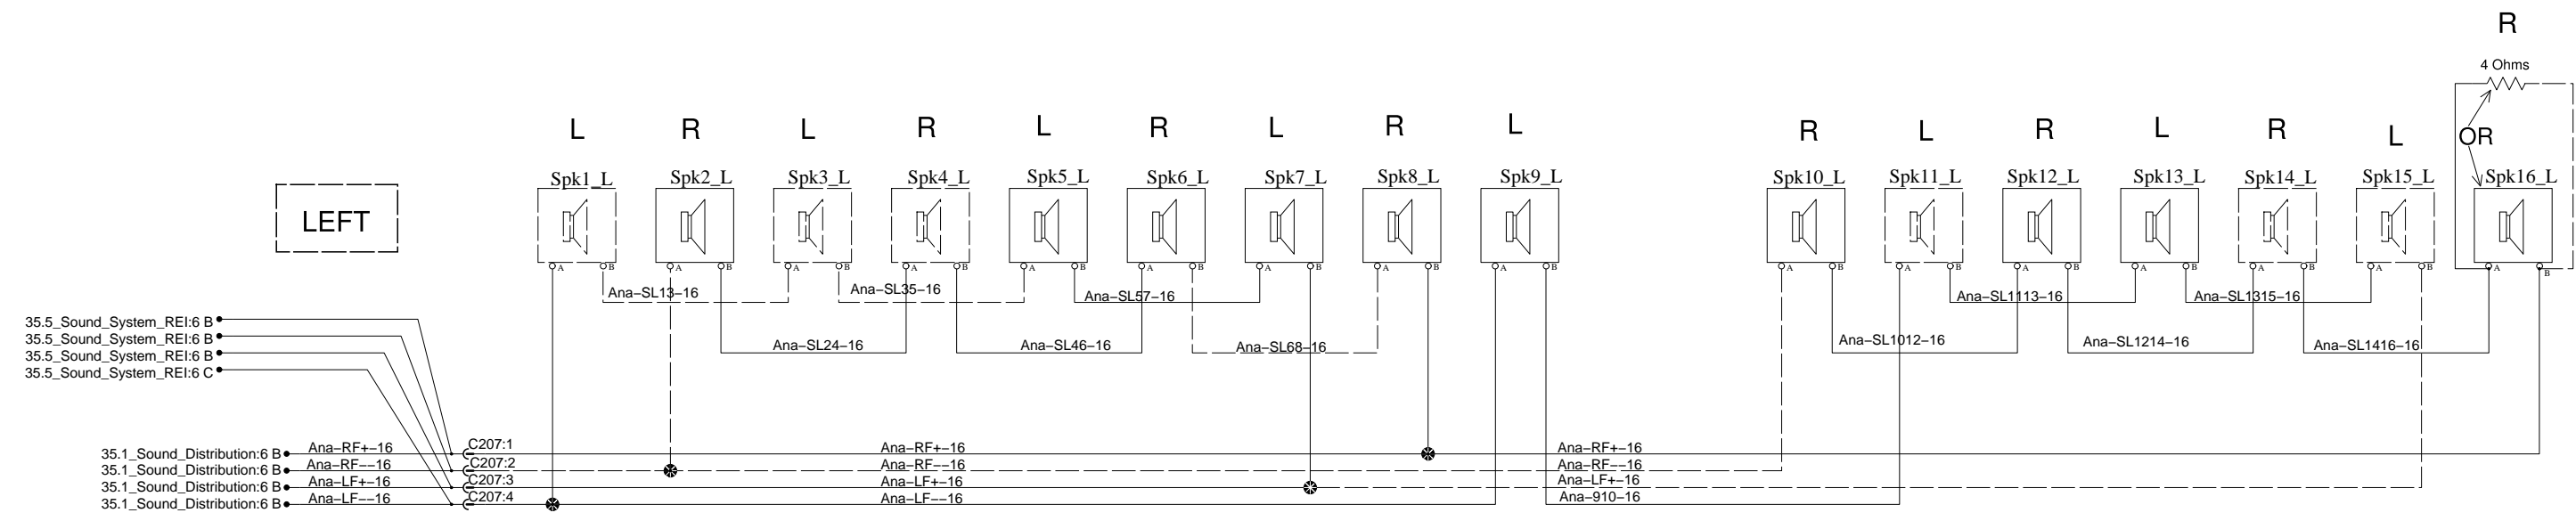 R
4 Ohms
OR
L R L R L R L R L R L R L R L
Spk1_L Spk2_L Spk3_L Spk4_L Spk5_L Spk6_L Spk7_L Spk8_L Spk9_L Spk10_L Spk11_L Spk12_L Spk13_L Spk14_L Spk15_L Spk16_L
LEFT
A B A B A B A B A B A B A B A B A B A B A B A B A B A B A B A B
Ana-SL13-16 Ana-SL35-16 Ana-SL57-16 Ana-SL1113-16 Ana-SL1315-16
Ana-SL24-16 Ana-SL46-16 Ana-SL68-16 Ana-SL1012-16 Ana-SL1214-16 Ana-SL1416-16
35.5_Sound_System_REI:6 B
35.5_Sound_System_REI:6 B
35.5_Sound_System_REI:6 B
35.5_Sound_System_REI:6 C
35.1_Sound_Distribution:6 B Ana-RF+-16 C207:1 Ana-RF+-16 Ana-RF+-16
35.1_Sound_Distribution:6 B Ana-RF--16 C207:2 Ana-RF--16 Ana-RF--16
35.1_Sound_Distribution:6 B Ana-LF+-16 C207:3 Ana-LF+-16 Ana-LF+-16
35.1_Sound_Distribution:6 B Ana-LF--16 C207:4 Ana-LF--16 Ana-910-16